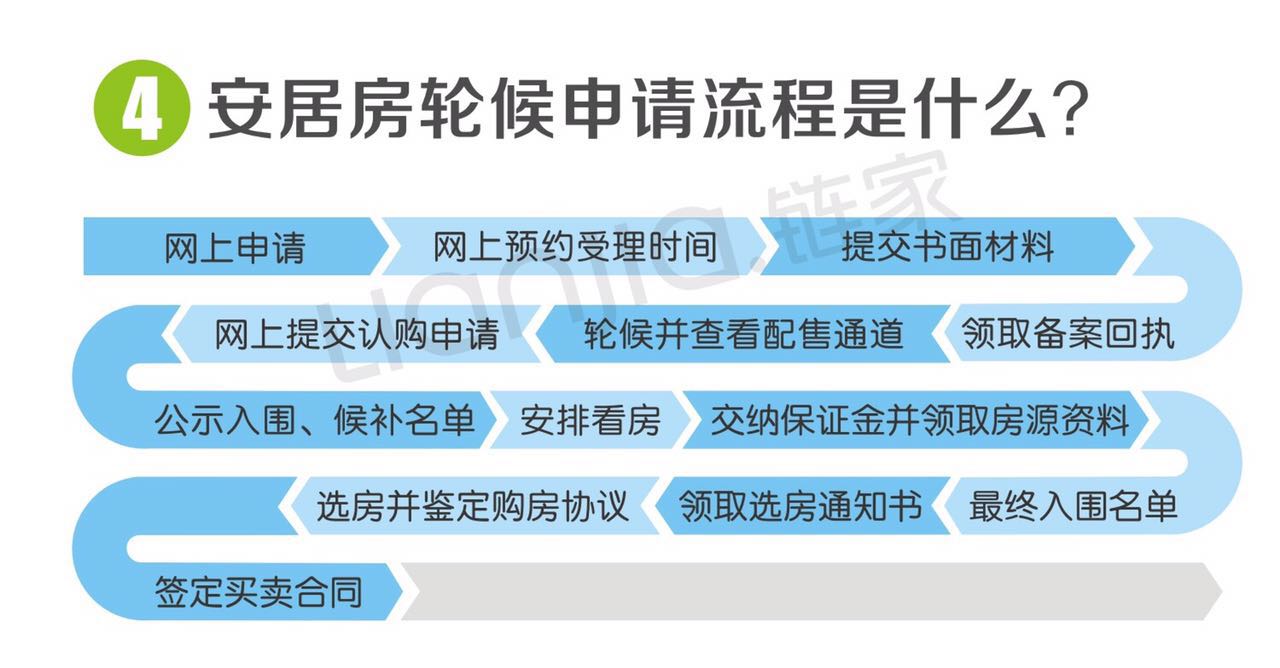 4 安居房轮候申请流程是什么?
网上申请 网上预约受理时间 提交书面材料
网上提交认购申请 轮候并查看配售通道 领取备案回执
公示入围、候补名单 安排看房 交纳保证金并领取房源资料
选房并鉴定购房协议 领取选房通知书 最终入围名单
签定买卖合同
Lianjia.链家